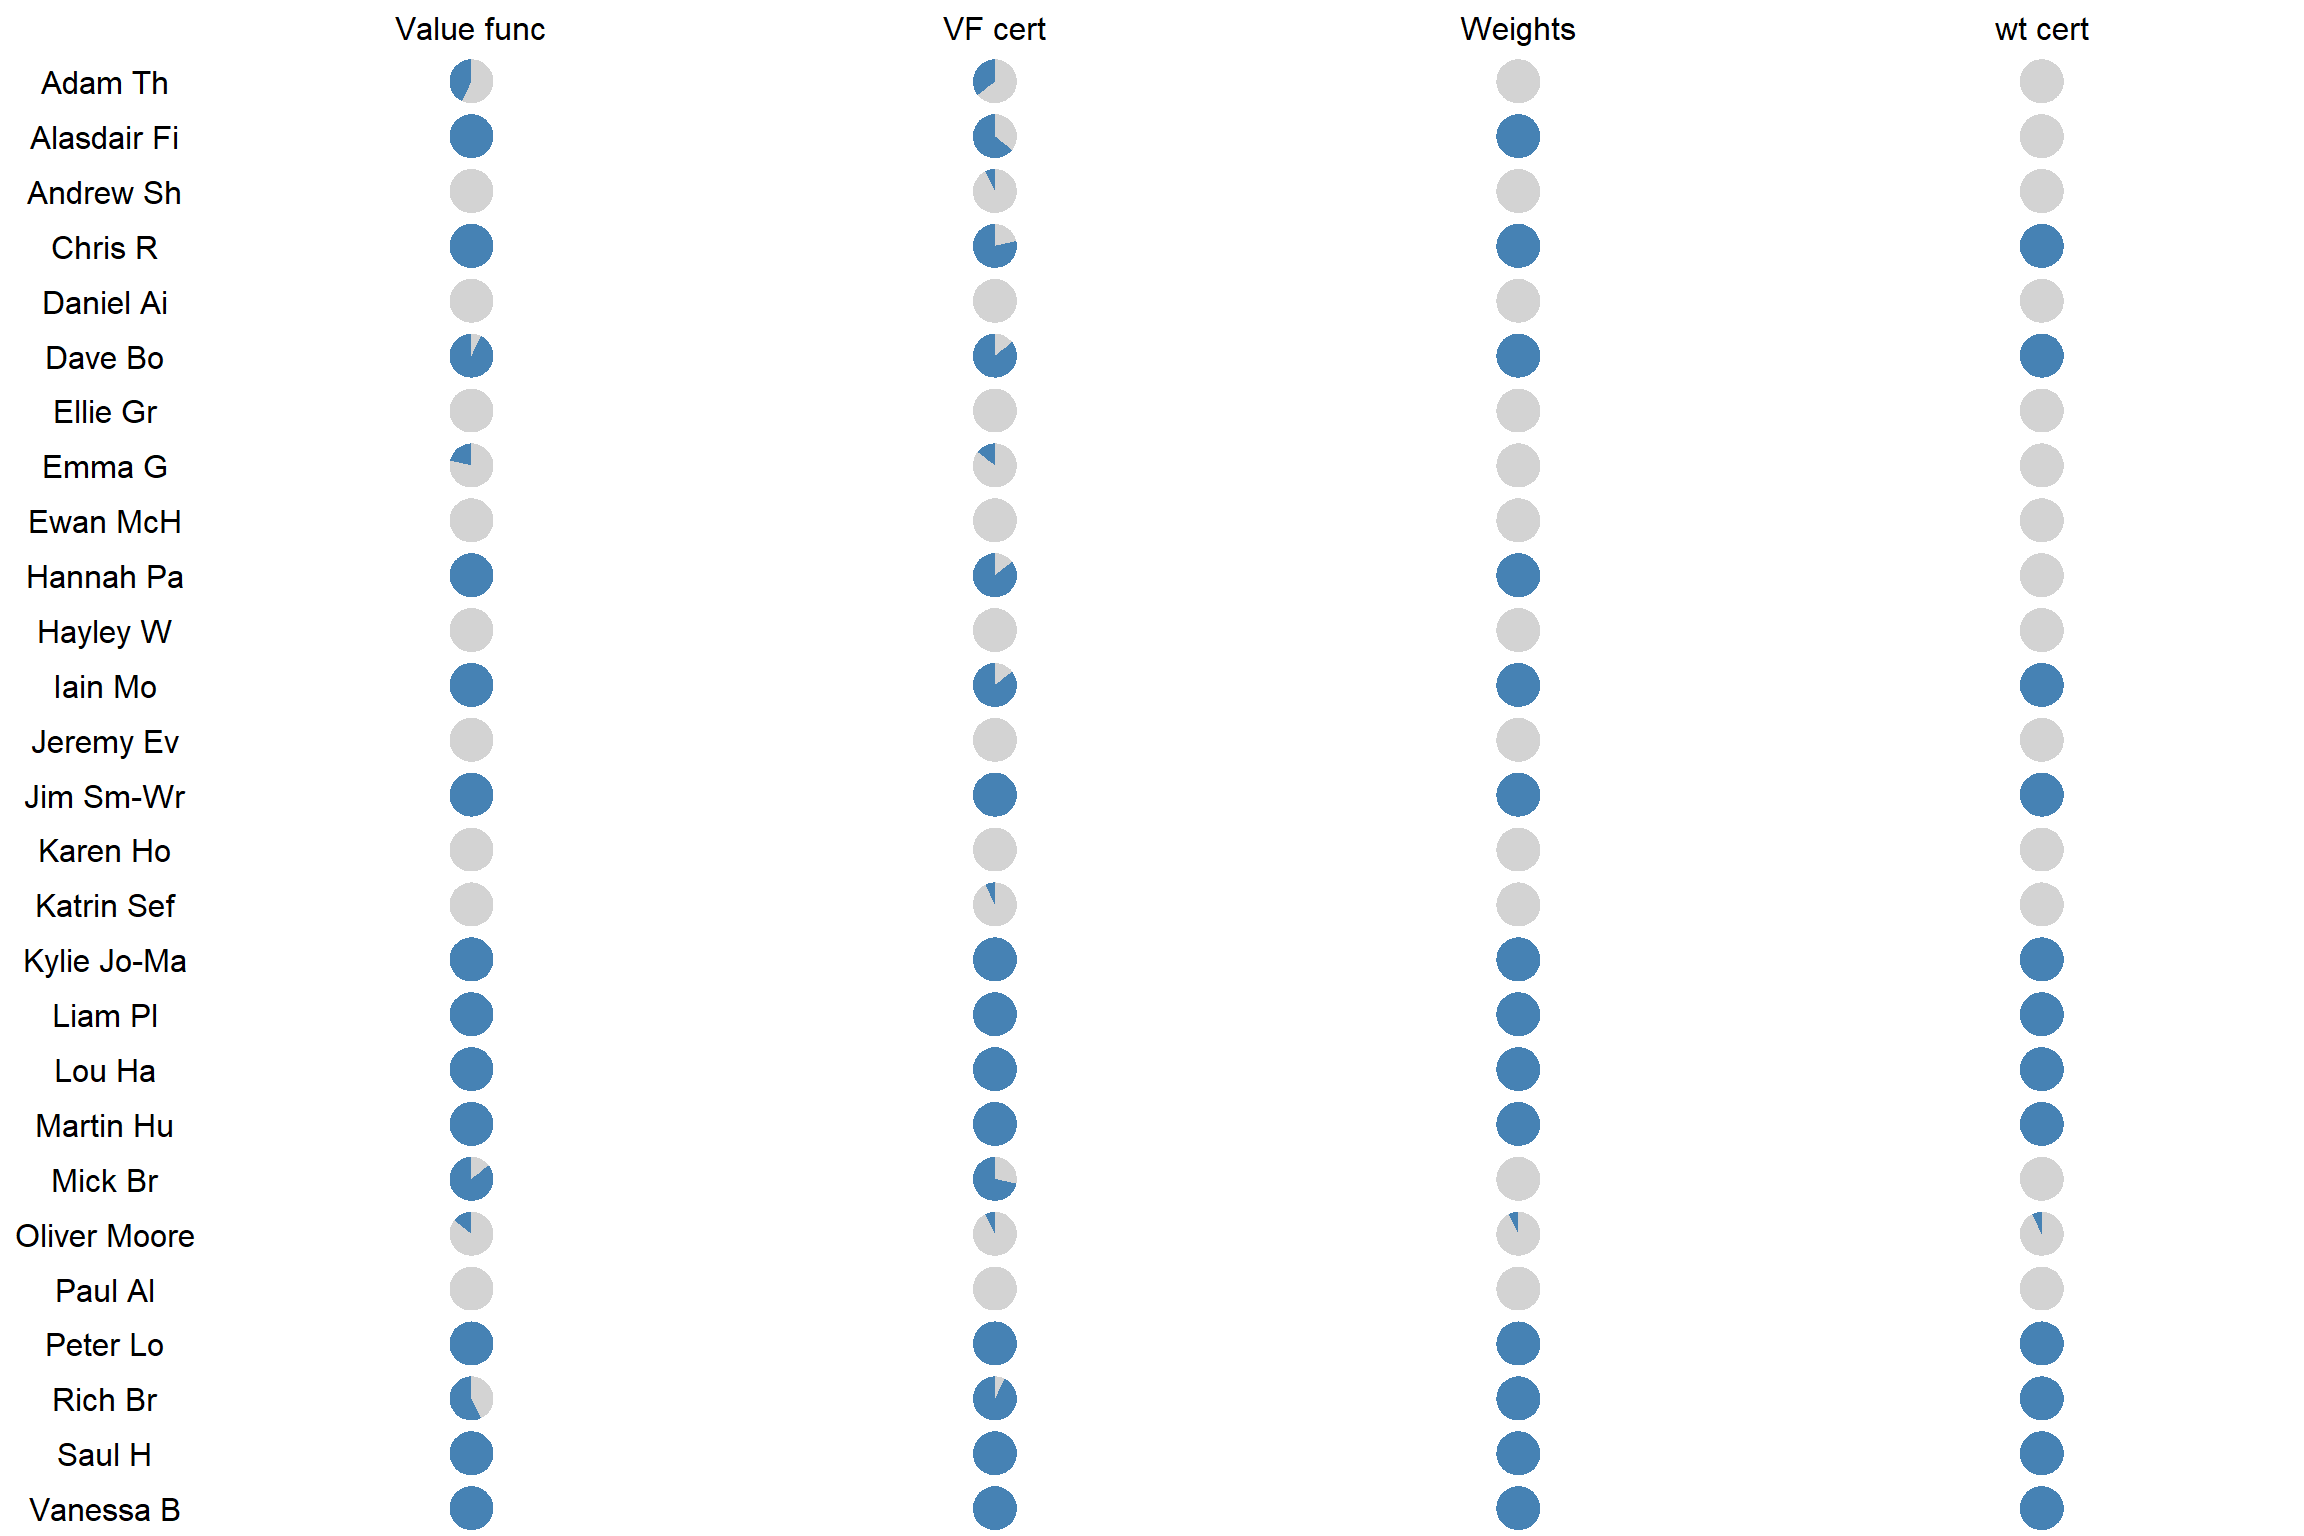 Value func VF cert Weights wt cert
Adam Th
Alasdair Fi
Andrew Sh
Chris R
Daniel Ai
Dave Bo
Ellie Gr
Emma G
Ewan McH
Hannah Pa
Hayley W
Iain Mo
Jeremy Ev
Jim Sm-Wr
Karen Ho
Katrin Sef
Kylie Jo-Ma
Liam Pl
Lou Ha
Martin Hu
Mick Br
Oliver Moore
Paul Al
Peter Lo
Rich Br
Saul H
Vanessa B